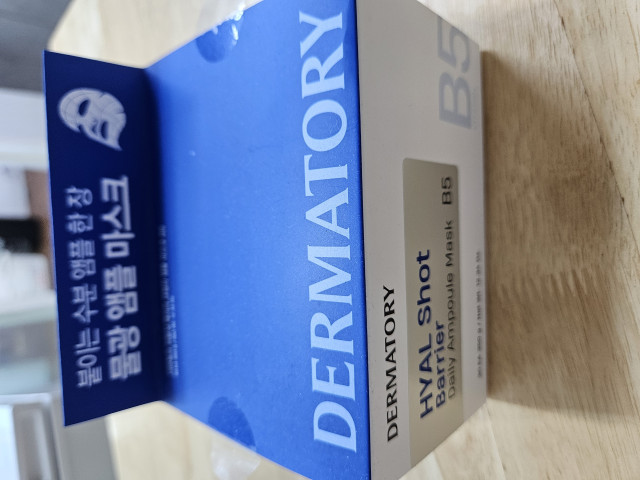 붙이는 수분 앰플 한 장
물광 앰플 마스크
DERMATORY
B5
DERMATORY
HYAL Shot
Barrier
Daily Ampoule Mask B5